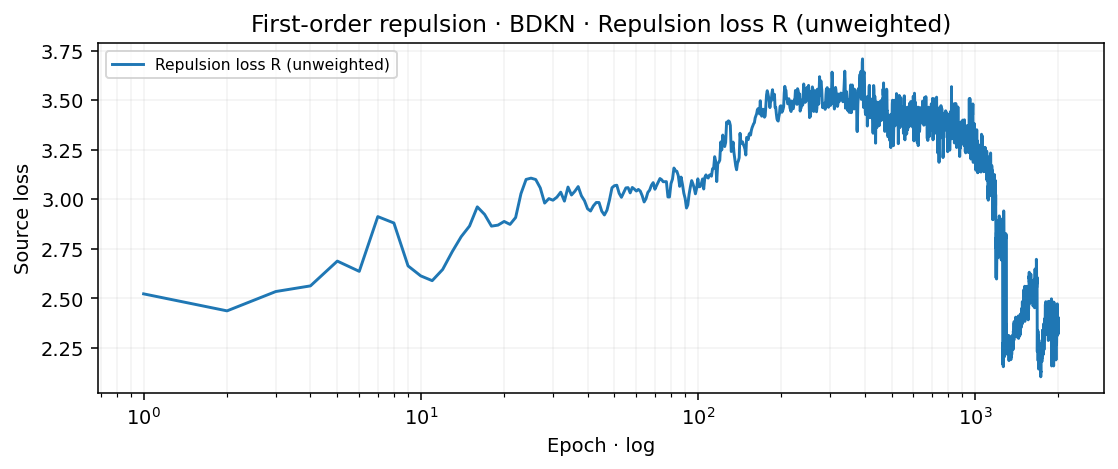 First-order repulsion · BDKN · Repulsion loss R (unweighted)
Repulsion loss R (unweighted)
Source loss
3.75
3.50
3.25
3.00
2.75
2.50
2.25
10⁰ 10¹ 10² 10³
Epoch · log